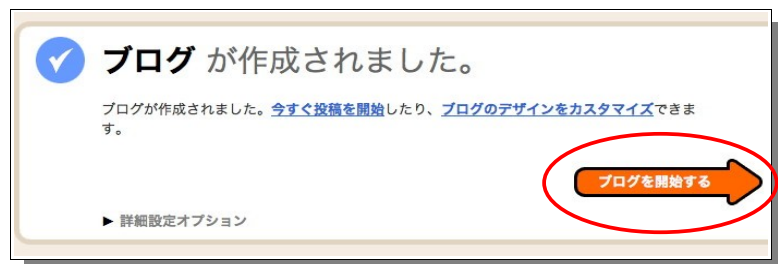 ブログ が作成されました。
ブログが作成されました。今すぐ投稿を開始したり、ブログのデザインをカスタマイズできま
す。
ブログを開始する
▶ 詳細設定オプション